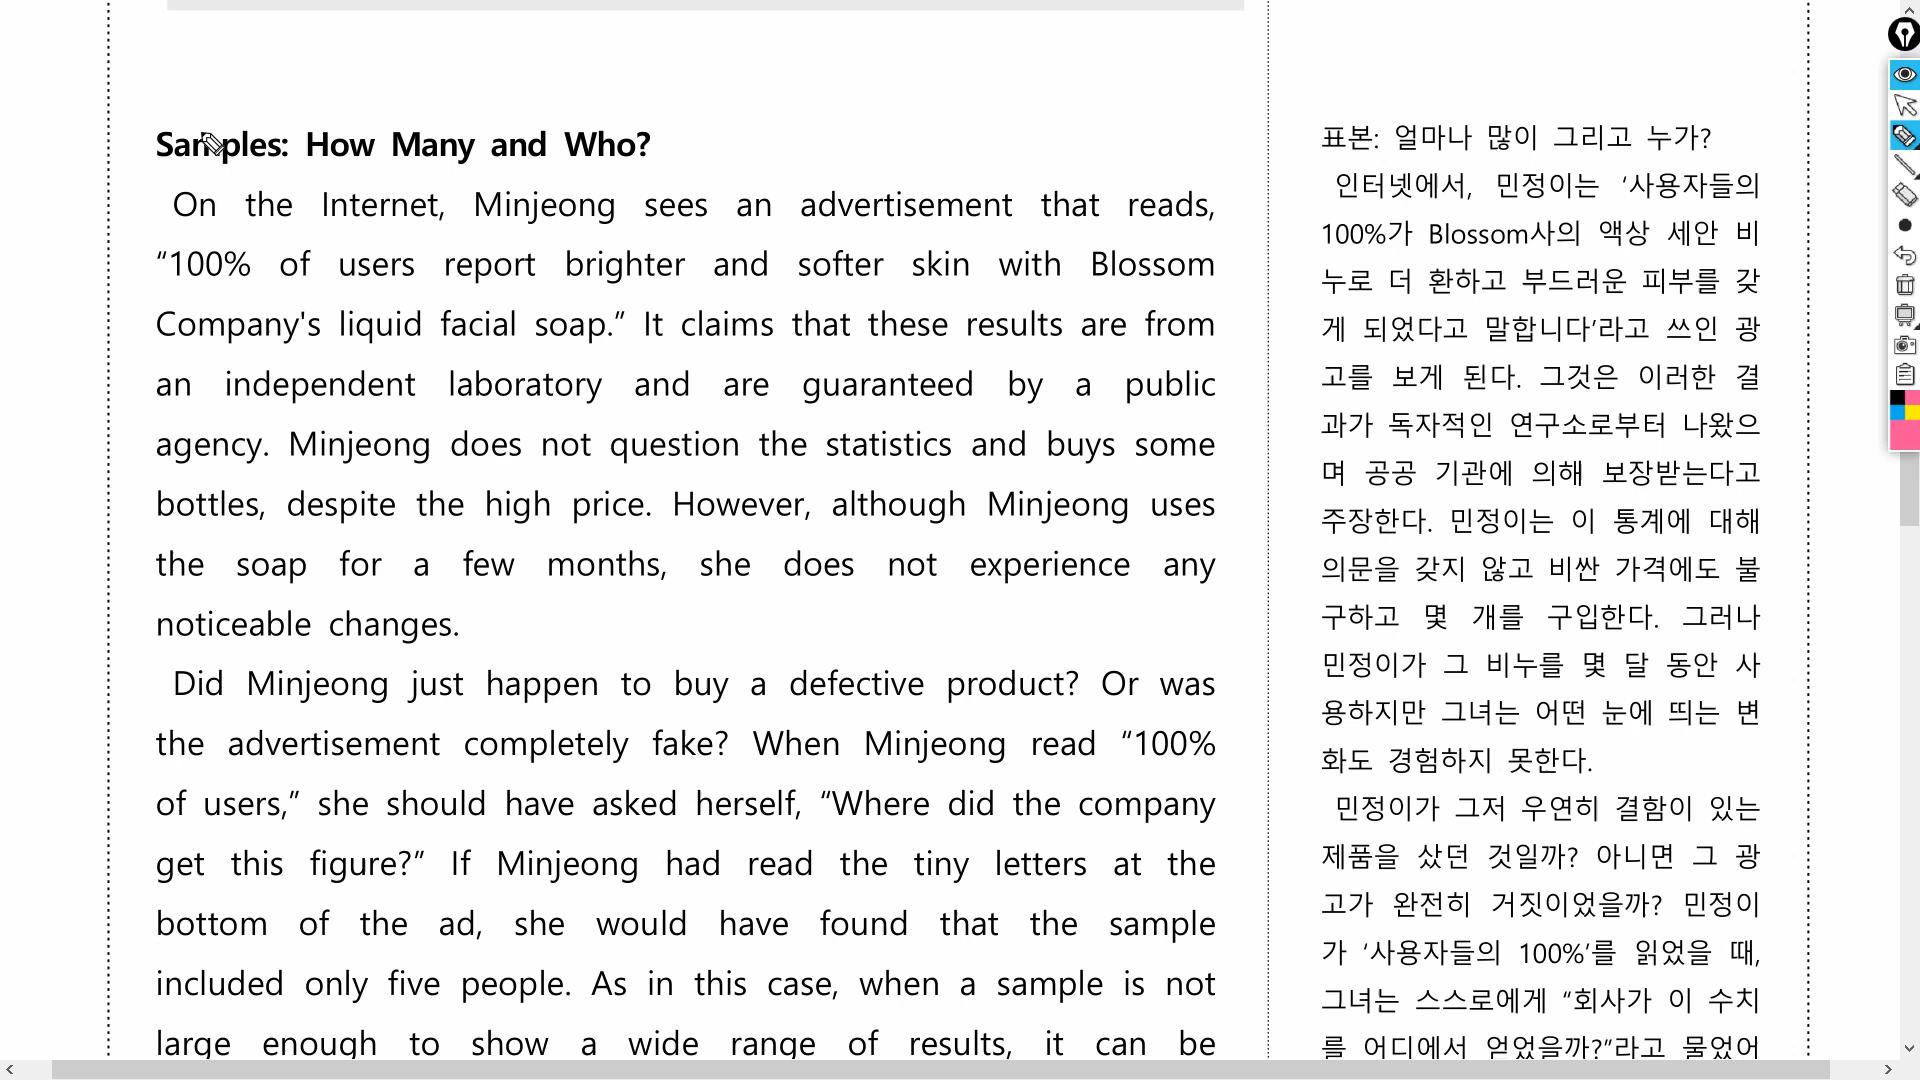 Samples: How Many and Who?
On the Internet, Minjeong sees an advertisement that reads,
“100% of users report brighter and softer skin with Blossom
Company's liquid facial soap.” It claims that these results are from
an independent laboratory and are guaranteed by a public
agency. Minjeong does not question the statistics and buys some
bottles, despite the high price. However, although Minjeong uses
the soap for a few months, she does not experience any
noticeable changes.
Did Minjeong just happen to buy a defective product? Or was
the advertisement completely fake? When Minjeong read “100%
of users,” she should have asked herself, “Where did the company
get this figure?” If Minjeong had read the tiny letters at the
bottom of the ad, she would have found that the sample
included only five people. As in this case, when a sample is not
large enough to show a wide range of results, it can be
표본: 얼마나 많이 그리고 누가?
인터넷에서, 민정이는 ‘사용자들의
100%가 Blossom사의 액상 세안 비
누로 더 환하고 부드러운 피부를 갖
게 되었다고 말합니다’라고 쓰인 광
고를 보게 된다. 그것은 이러한 결
과가 독자적인 연구소로부터 나왔으
며 공공 기관에 의해 보장받는다고
주장한다. 민정이는 이 통계에 대해
의문을 갖지 않고 비싼 가격에도 불
구하고 몇 개를 구입한다. 그러나
민정이가 그 비누를 몇 달 동안 사
용하지만 그녀는 어떤 눈에 띄는 변
화도 경험하지 못한다.
민정이가 그저 우연히 결함이 있는
제품을 샀던 것일까? 아니면 그 광
고가 완전히 거짓이었을까? 민정이
가 ‘사용자들의 100%’를 읽었을 때,
그녀는 스스로에게 “회사가 이 수치
를 어디에서 얻었을까?”라고 물었어